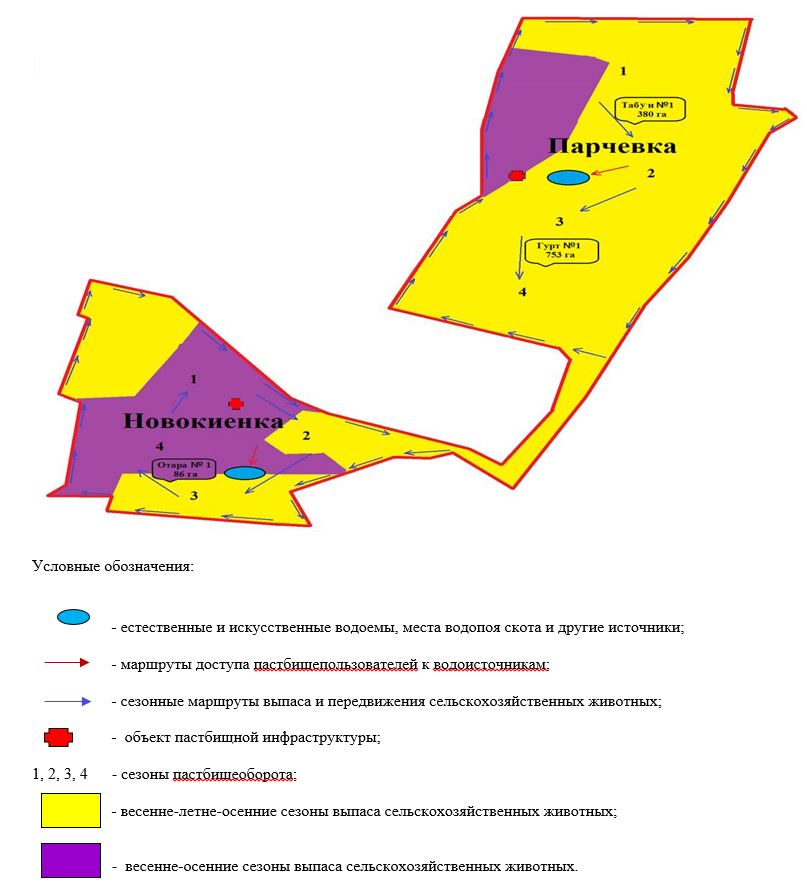 1
Табун №1
380 га
Парчевка
2
3
Гурт №1
753 га
4
1
Новокиенка
2
4
Отара № 1
86 га
3
Условные обозначения:
- естественные и искусственные водоемы, места водопоя скота и другие источники;
- маршруты доступа пастбищепользователей к водоисточникам;
- сезонные маршруты выпаса и передвижения сельскохозяйственных животных;
- объект пастбищной инфраструктуры;
1, 2, 3, 4 - сезоны пастбищеоборота;
- весенне-летне-осенние сезоны выпаса сельскохозяйственных животных;
- весенне-осенние сезоны выпаса сельскохозяйственных животных.